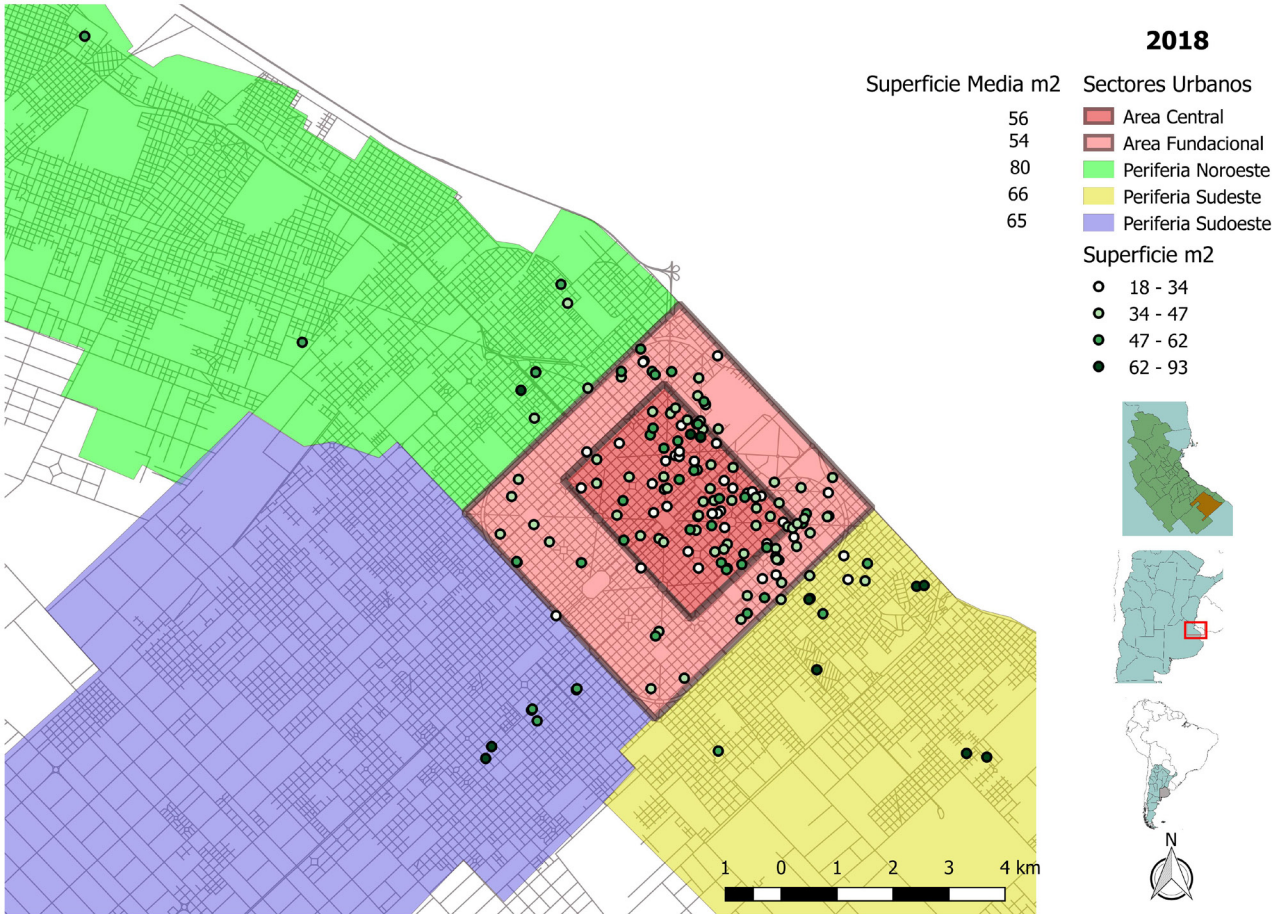 2018
Superficie Media m2
Sectores Urbanos
56
Area Central
54
Area Fundacional
80
Periferia Noroeste
66
Periferia Sudeste
65
Periferia Sudoeste
Superficie m2
18 - 34
34 - 47
47 - 62
62 - 93
N
1 0 1 2 3 4 km